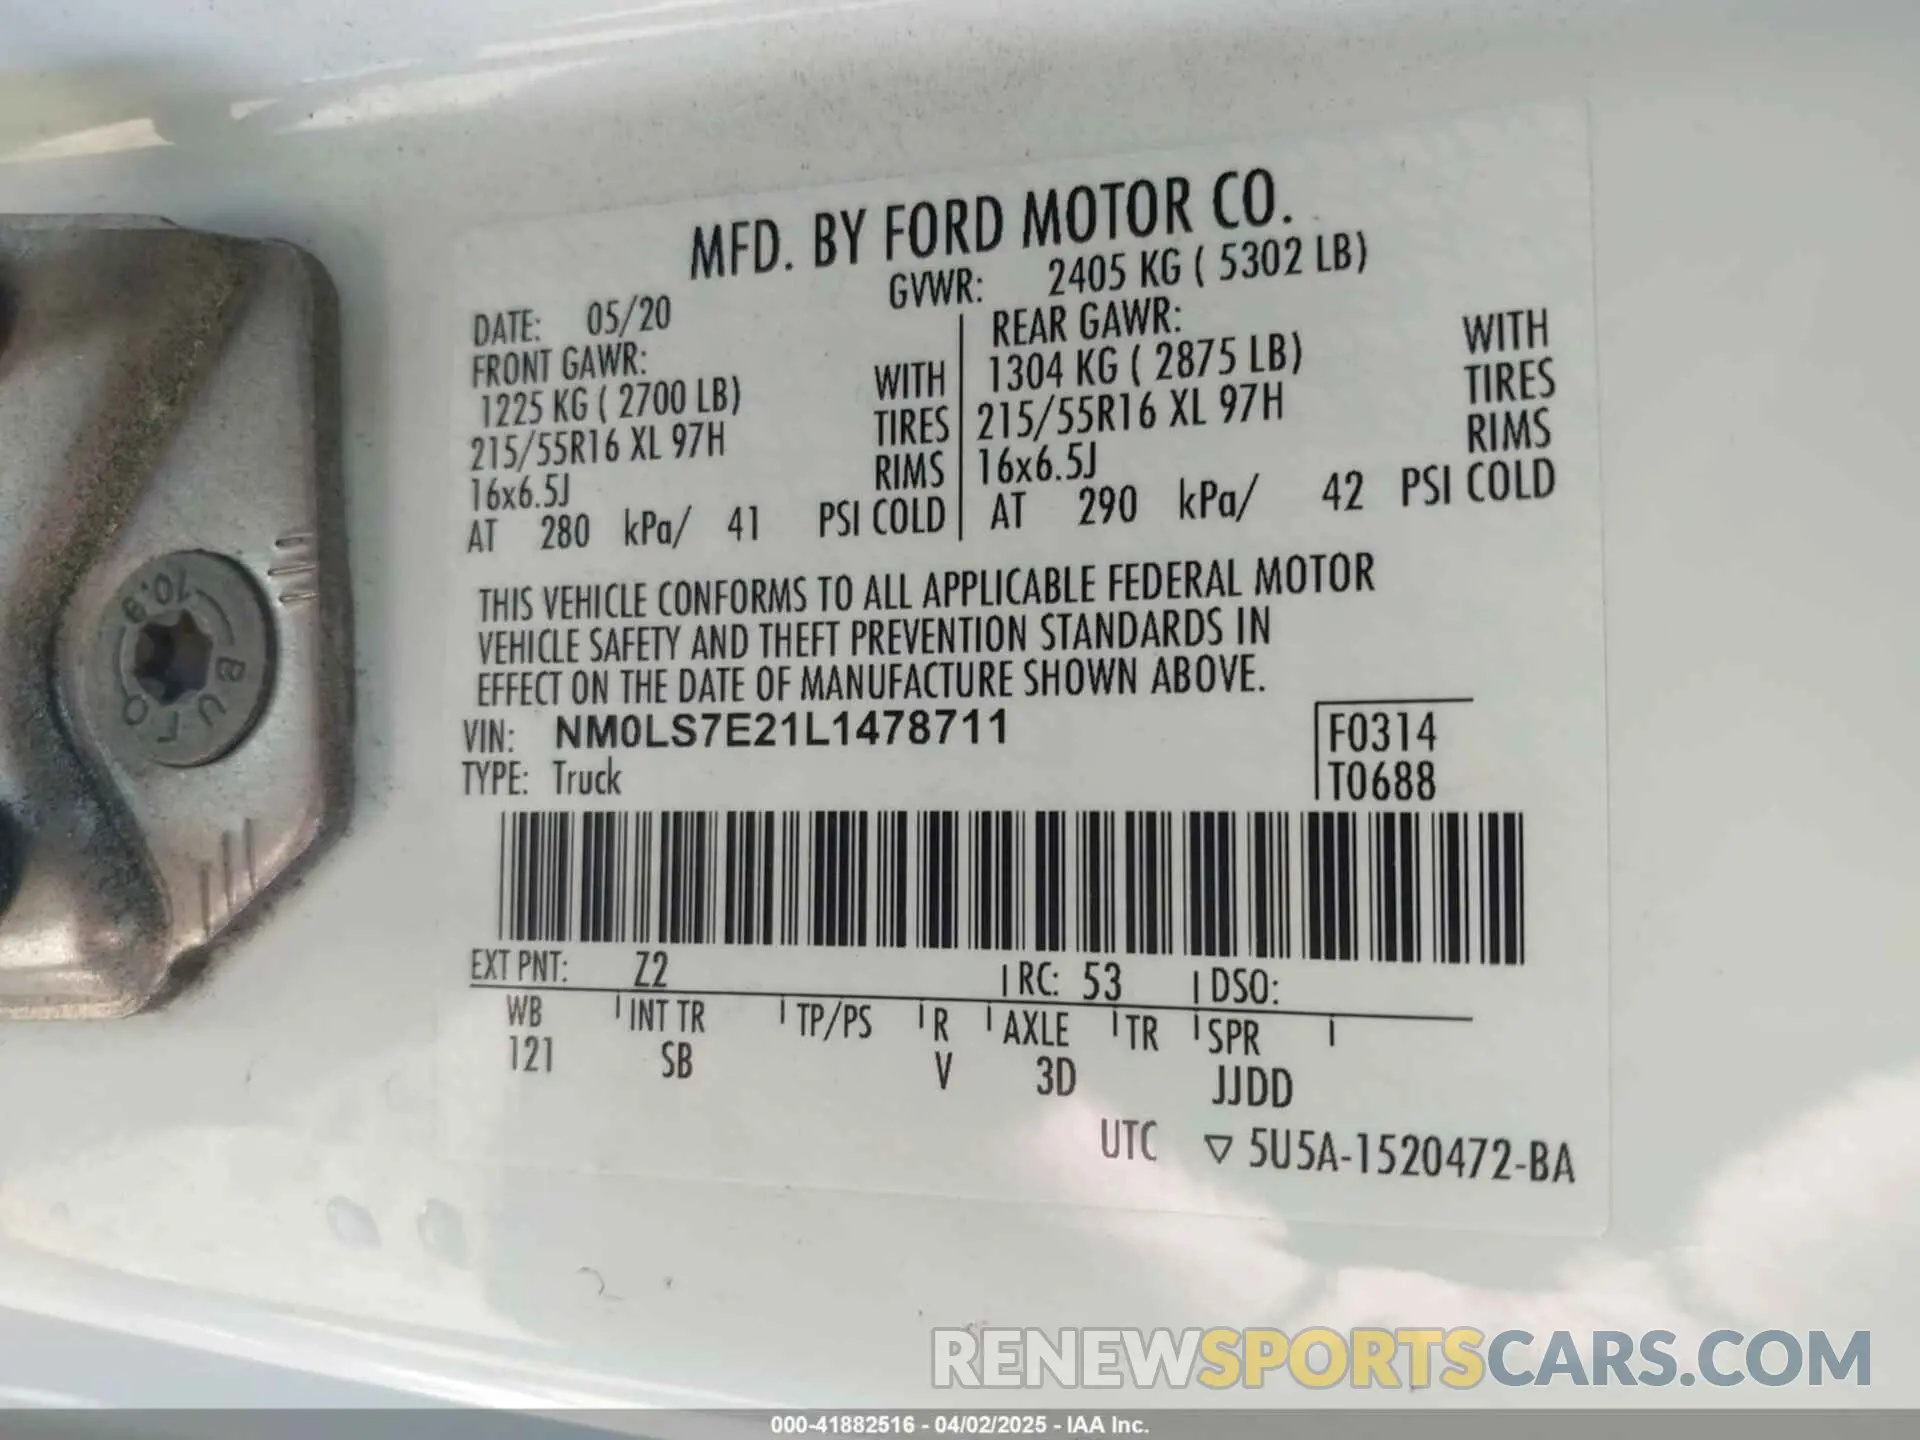 MFD. BY FORD MOTOR CO.
DATE: 05/20 GVWR: 2405 KG ( 5302 LB)
FRONT GAWR:
1225 KG ( 2700 LB) WITH
215/55R16 XL 97H TIRES
16x6.5J RIMS
AT 280 kPa/ 41 PSI COLD
REAR GAWR: WITH
1304 KG ( 2875 LB) TIRES
215/55R16 XL 97H RIMS
16x6.5J
AT 290 kPa/ 42 PSI COLD
THIS VEHICLE CONFORMS TO ALL APPLICABLE FEDERAL MOTOR
VEHICLE SAFETY AND THEFT PREVENTION STANDARDS IN
EFFECT ON THE DATE OF MANUFACTURE SHOWN ABOVE.
VIN: NM0LS7E21L1478711 F0314
TYPE: Truck T0688
EXT PNT: Z2 RC: 53 DSO:
WB INT TR TP/PS R AXLE TR SPR
121 SB V 3D JJDD
UTC ▽ 5U5A-1520472-BA
10.9
BUFO
RENEWSPORTSCARS.COM
000-41882516 - 04/02/2025 - IAA Inc.